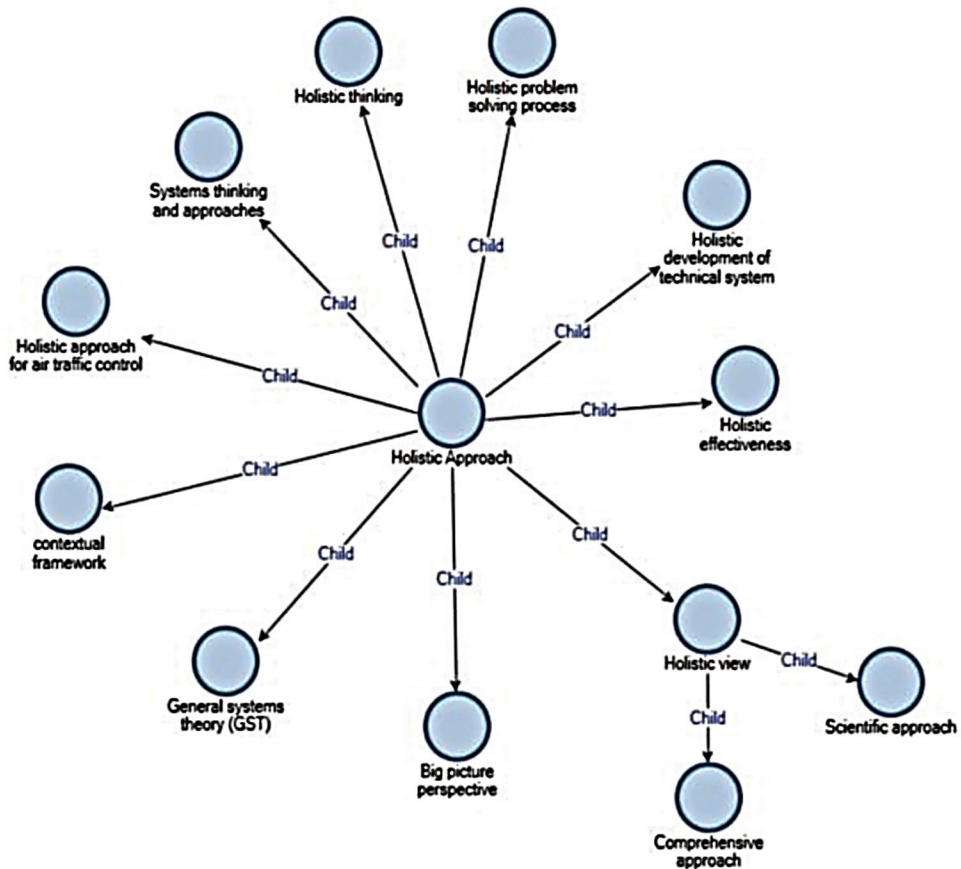 Holistic thinking
Holistic problem
solving process
Systems thinking
and approaches
Holistic
development of
technical system
Child
Child
Child
Child
Holistic approach
for air traffic control
Child
Child
Holistic
effectiveness
Holistic Approach
Child
contextual
framework
Child
Child
Child
Holistic view
Child
Scientific approach
General systems
theory (GST)
Child
Big picture
perspective
Comprehensive
approach